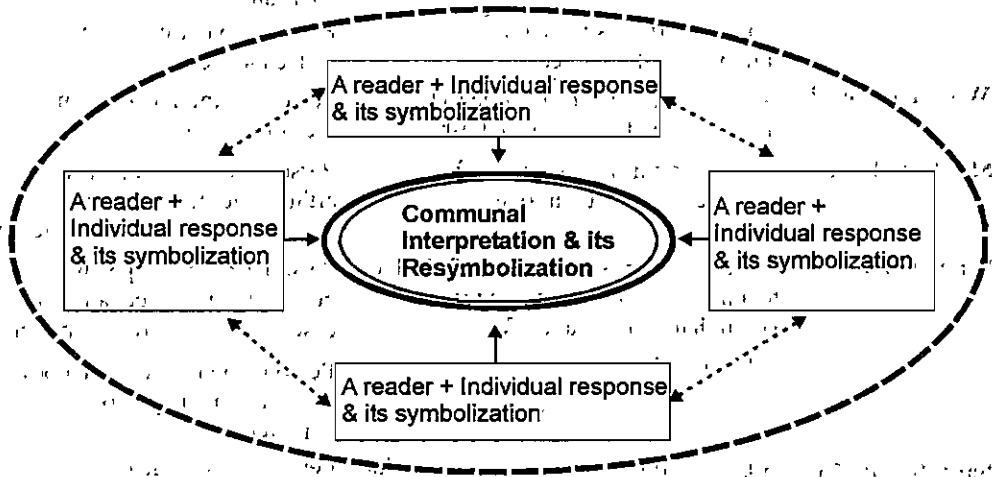 A reader + Individual response
& its symbolization
A reader +
Individual response
& its symbolization
Communal
Interpretation & its
Resymbolization
A reader +
Individual response
& its symbolization
A reader + Individual response
& its symbolization